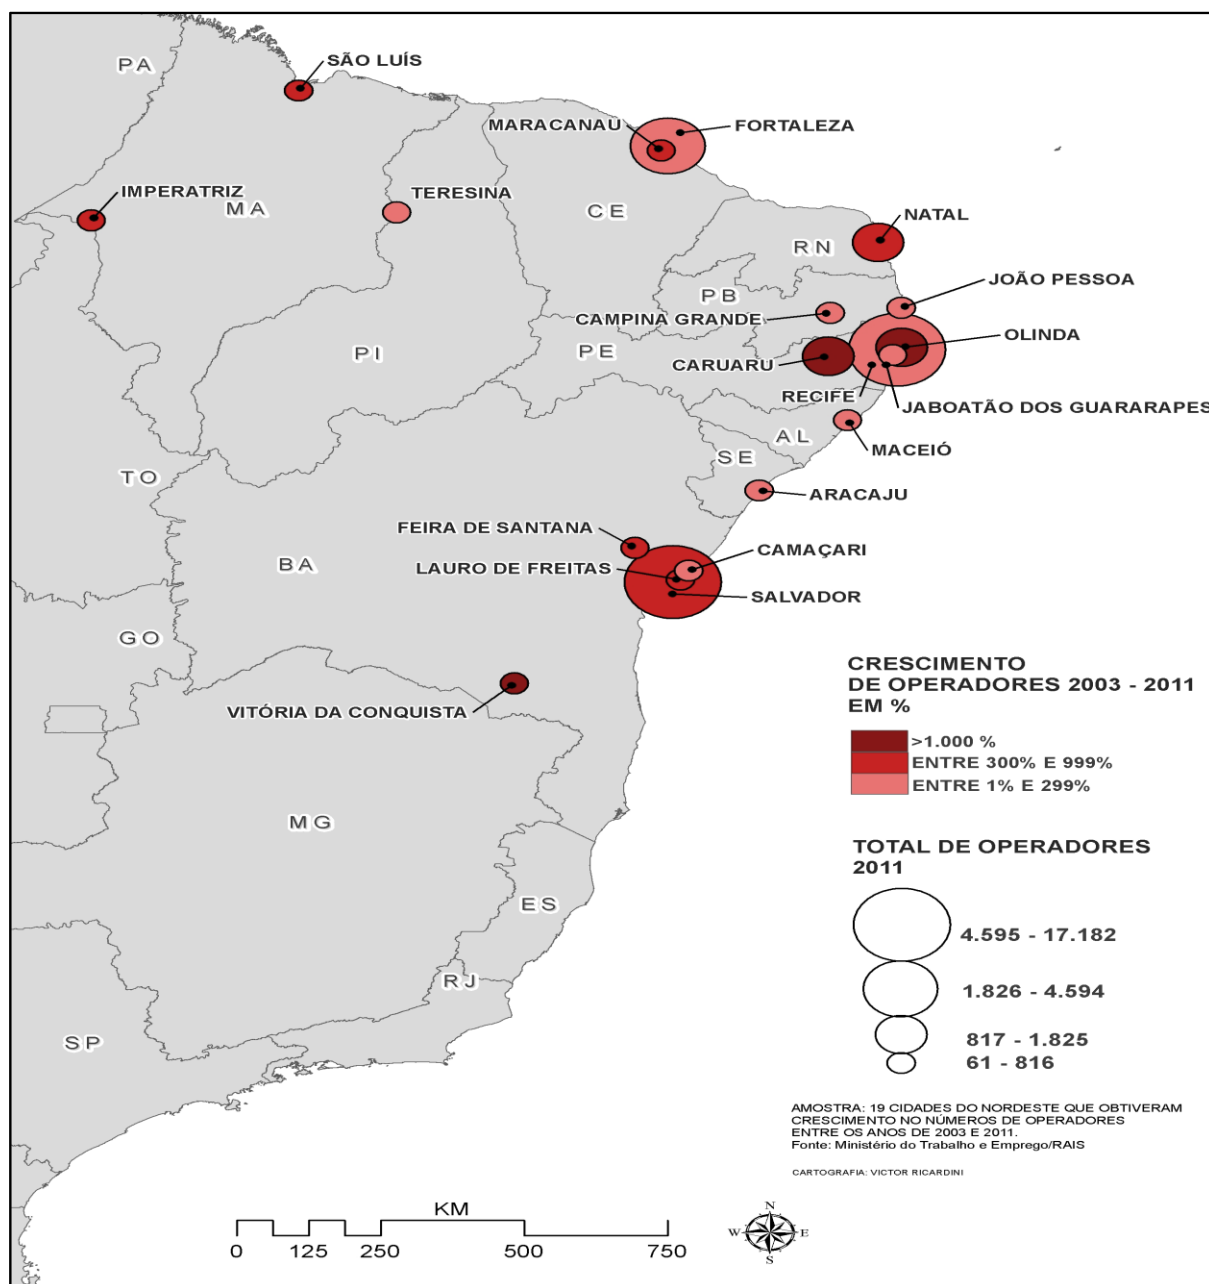 SÃO LUÍS
PA
MARACANAU
FORTALEZA
IMPERATRIZ
TERESINA
MA
CE
NATAL
RN
JOÃO PESSOA
PB
CAMPINA GRANDE
OLINDA
PI
PE
CARUARU
RECIFE
JABOATÃO DOS GUARARAPES
AL
MACEIÓ
SE
TO
ARACAJU
FEIRA DE SANTANA
CAMAÇARI
BA
LAURO DE FREITAS
SALVADOR
GO
VITÓRIA DA CONQUISTA
CRESCIMENTO
DE OPERADORES 2003 - 2011
EM %
>1.000 %
ENTRE 300% E 999%
ENTRE 1% E 299%
MG
TOTAL DE OPERADORES
2011
ES
4.595 - 17.182
RJ
1.826 - 4.594
SP
817 - 1.825
61 - 816
AMOSTRA: 19 CIDADES DO NORDESTE QUE OBTIVERAM
CRESCIMENTO NO NÚMEROS DE OPERADORES
ENTRE OS ANOS DE 2003 E 2011.
Fonte: Ministério do Trabalho e Emprego/RAIS
CARTOGRAFIA: VICTOR RICARDINI
KM
0 125 250 500 750
N
W E
S